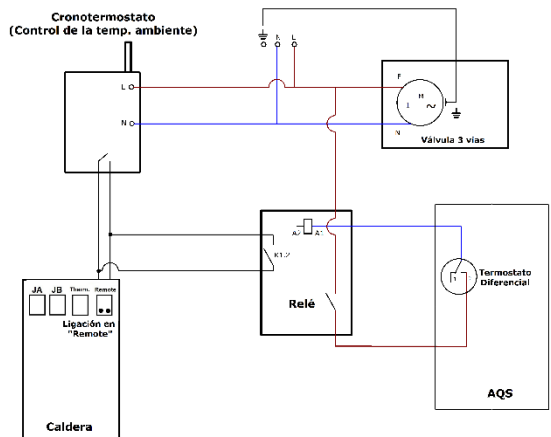 Cronotermostato
(Control de la temp. ambiente)
N L
L
N
F
M
1
N
Válvula 3 vias
A2 A1
K1.2
Relé
Termostato
Diferencial
AQS
JA JB Therm. Remote
Ligación en
"Remote"
Caldera